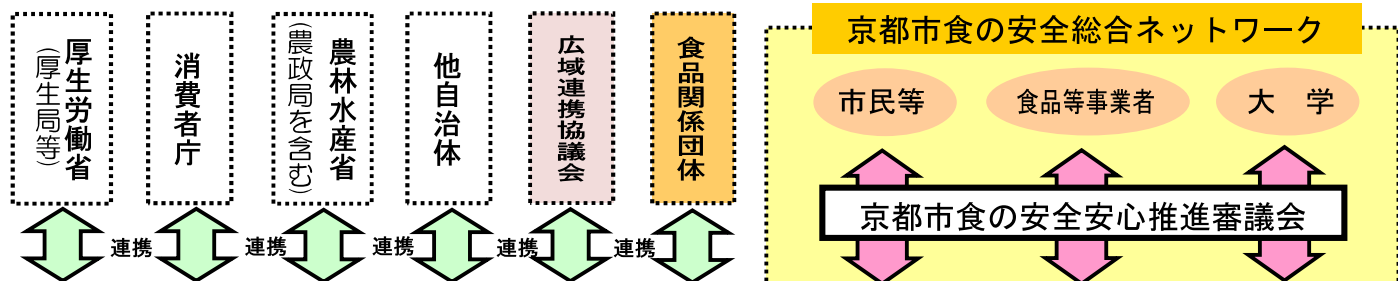 厚生労働省
(厚生局等)
消費者庁
農林水産省
(農政局を含む)
他自治体
広域連携協議会
食品関係団体
連携
連携
連携
連携
連携
京都市食の安全総合ネットワーク
市民等
食品等事業者
大　学
京都市食の安全安心推進審議会